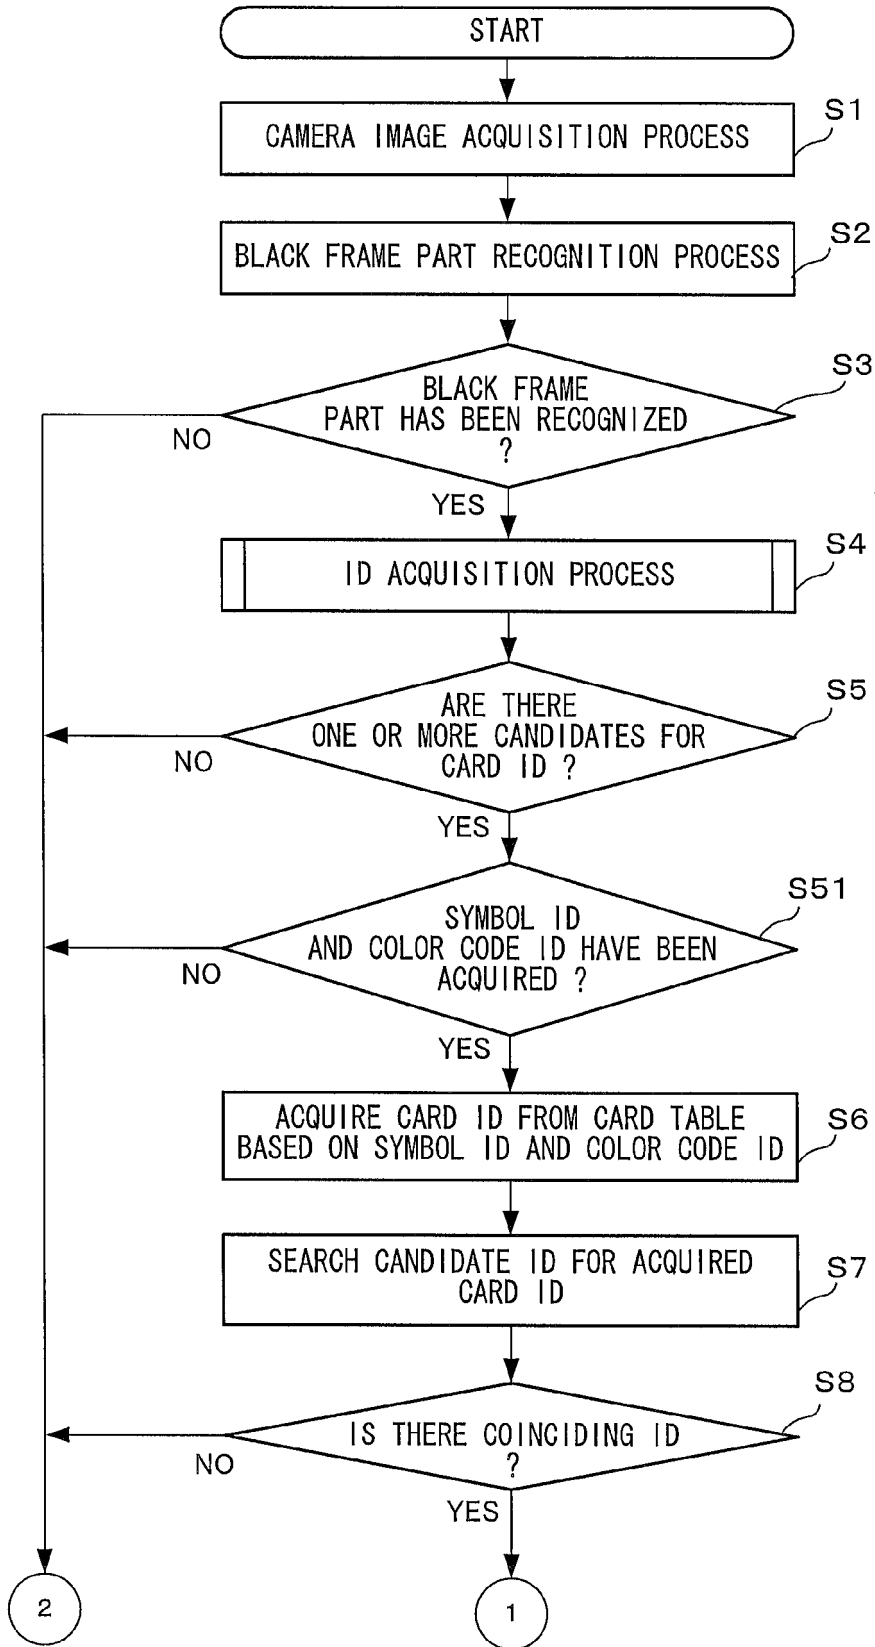 START
S1
CAMERA IMAGE ACQUISITION PROCESS
S2
BLACK FRAME PART RECOGNITION PROCESS
S3
BLACK FRAME
PART HAS BEEN RECOGNIZED
?
NO
YES
S4
ID ACQUISITION PROCESS
S5
ARE THERE
ONE OR MORE CANDIDATES FOR
CARD ID ?
NO
YES
S51
SYMBOL ID
AND COLOR CODE ID HAVE BEEN
ACQUIRED ?
NO
YES
S6
ACQUIRE CARD ID FROM CARD TABLE
BASED ON SYMBOL ID AND COLOR CODE ID
S7
SEARCH CANDIDATE ID FOR ACQUIRED
CARD ID
S8
IS THERE COINCIDING ID
?
NO
YES
2
1